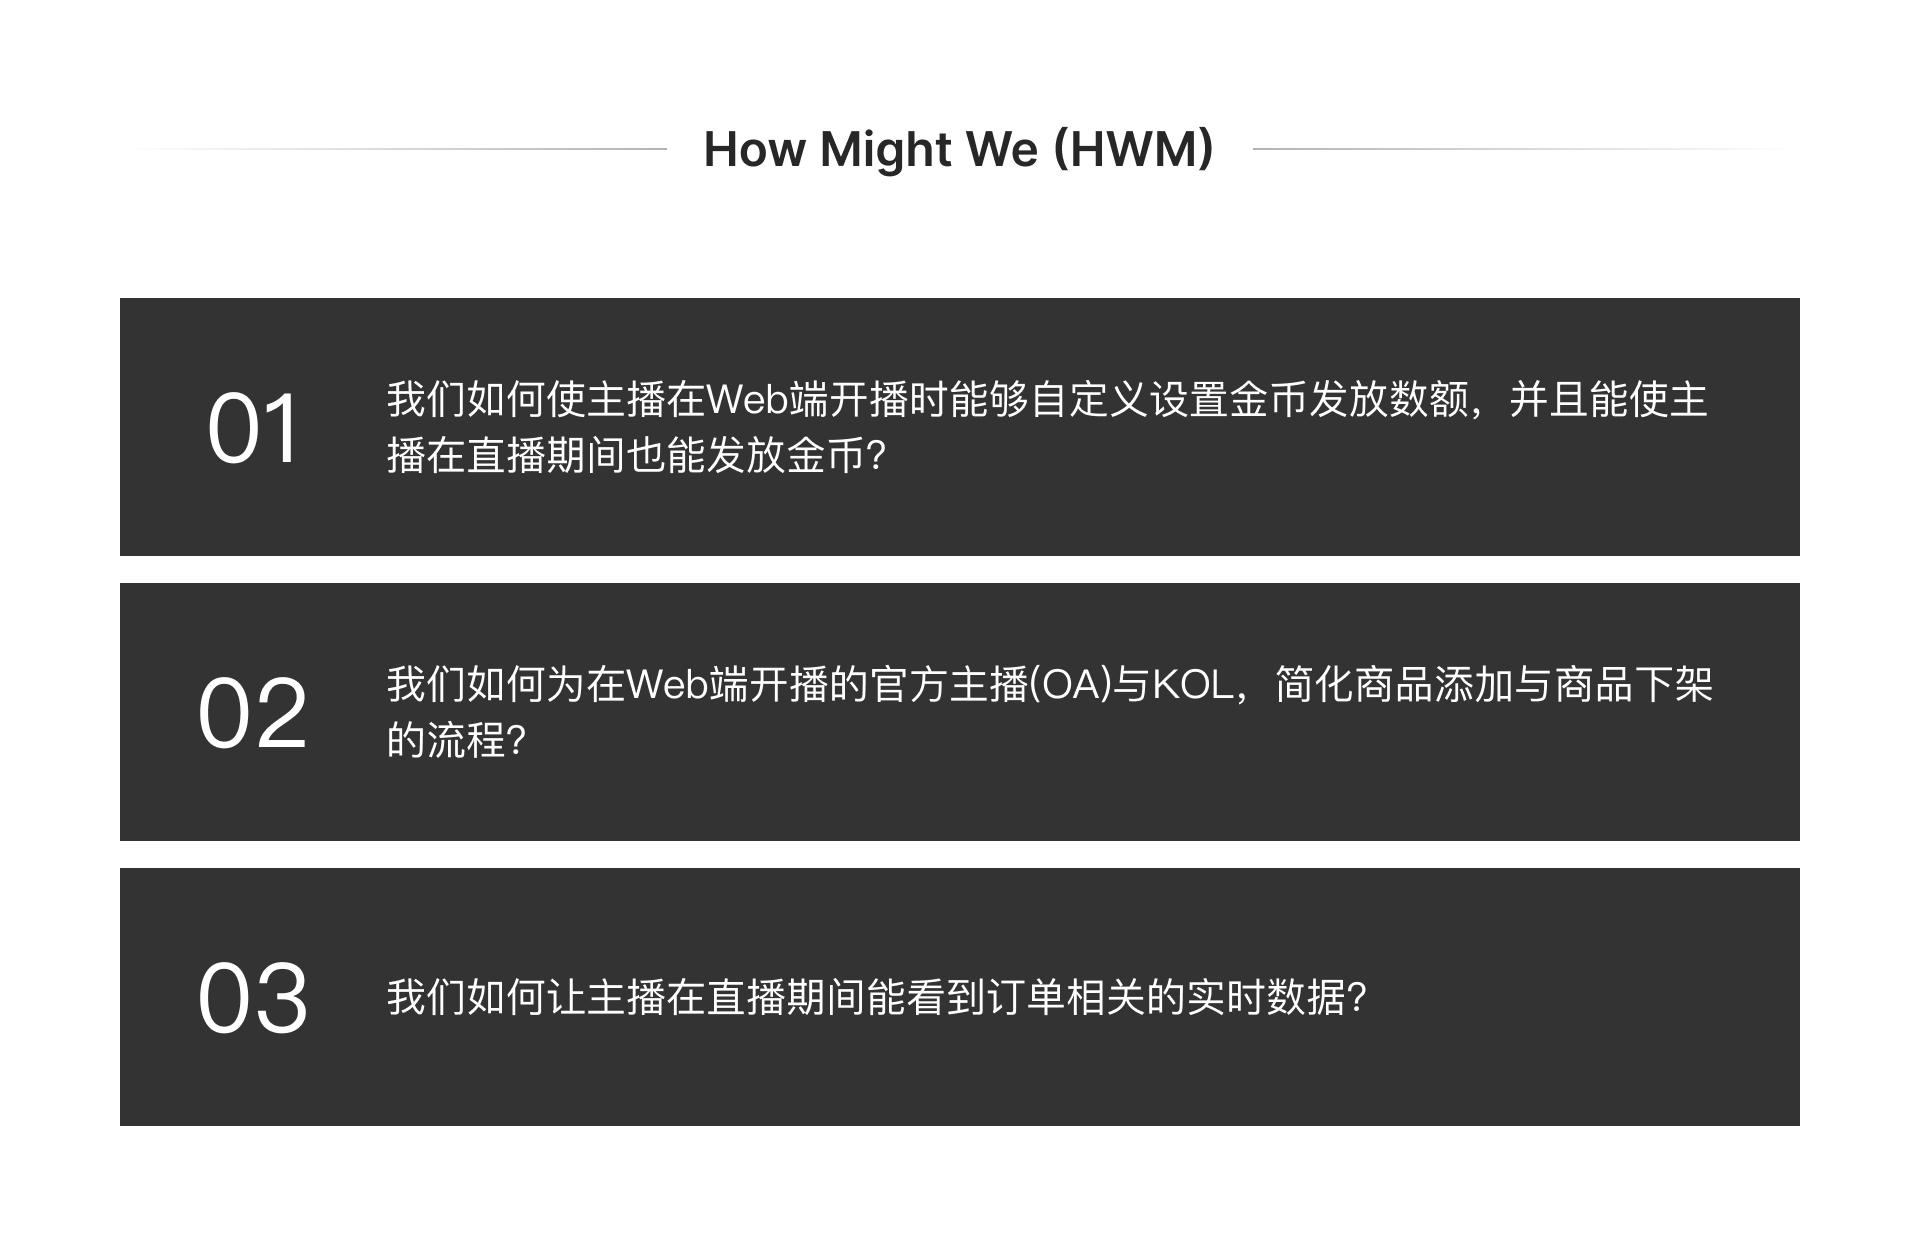 How Might We (HWM)
01
我们如何使主播在Web端开播时能够自定义设置金币发放数额，并且能使主
播在直播期间也能发放金币?
02
我们如何为在Web端开播的官方主播(OA)与KOL，简化商品添加与商品下架
的流程?
03
我们如何让主播在直播期间能看到订单相关的实时数据?